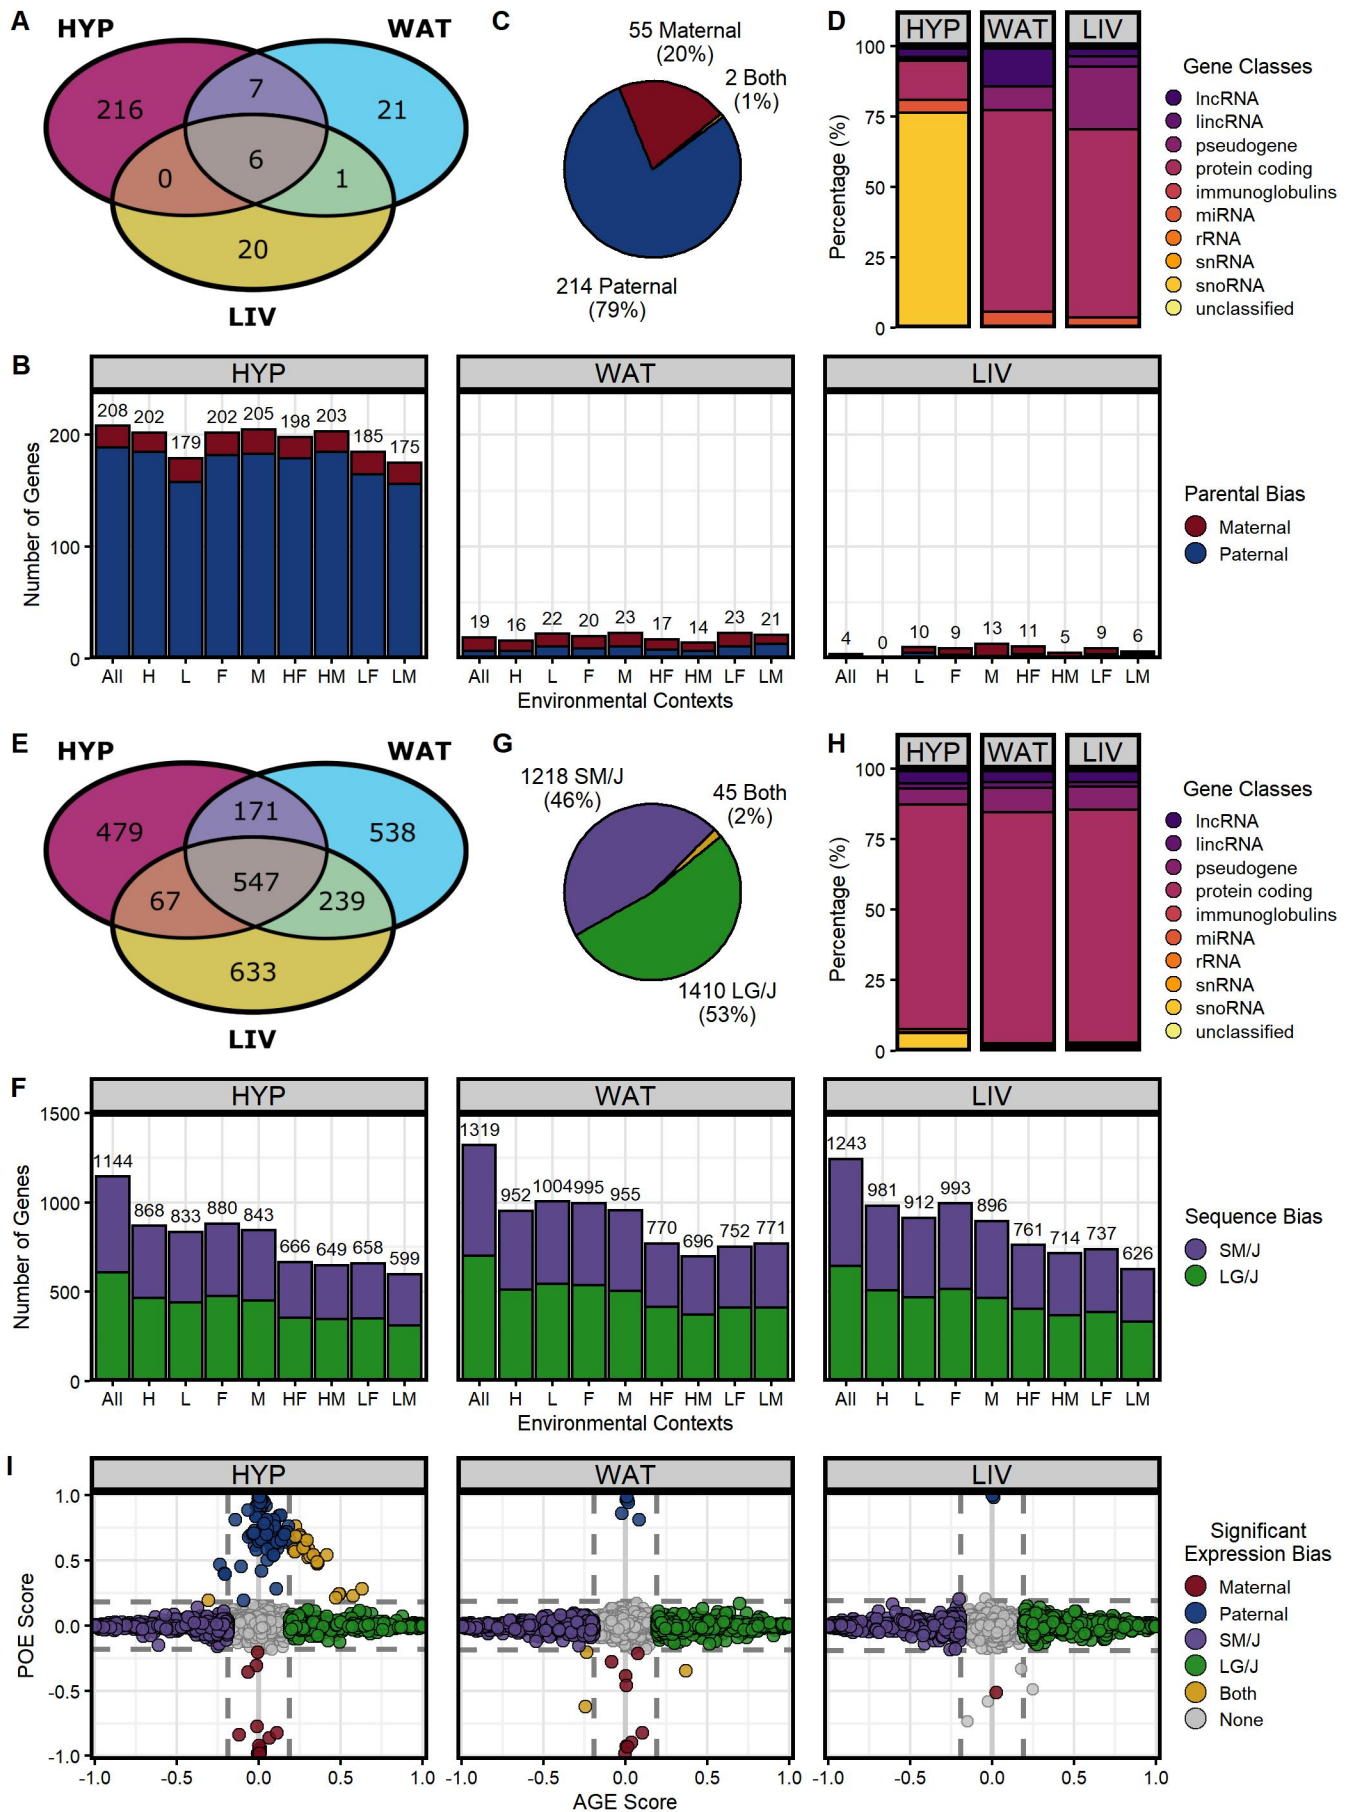 A
HYP
WAT
216
7
21
6
0
1
20
LIV
C
55 Maternal
(20%)
2 Both
(1%)
214 Paternal
(79%)
D
HYP
WAT
LIV
Percentage (%)
100
75
50
25
0
Gene Classes
lncRNA
lincRNA
pseudogene
protein coding
immunoglobulins
miRNA
rRNA
snRNA
snoRNA
unclassified
B
HYP
WAT
LIV
Number of Genes
200
100
0
208 202 179 202 205 198 203 185 175
19 16 22 20 23 17 14 23 21
4 0 10 9 13 11 5 9 6
All H L F M HF HM LF LM
All H L F M HF HM LF LM
All H L F M HF HM LF LM
Environmental Contexts
Parental Bias
Maternal
Paternal
E
HYP
WAT
479
171
538
547
67
239
633
LIV
G
1218 SM/J
(46%)
45 Both
(2%)
1410 LG/J
(53%)
H
HYP
WAT
LIV
Percentage (%)
100
75
50
25
0
Gene Classes
lncRNA
lincRNA
pseudogene
protein coding
immunoglobulins
miRNA
rRNA
snRNA
snoRNA
unclassified
F
HYP
WAT
LIV
Number of Genes
1500
1000
500
0
1144 868 833 880 843 666 649 658 599
1319 952 1004 995 955 770 696 752 771
1243 981 912 993 896 761 714 737 626
All H L F M HF HM LF LM
All H L F M HF HM LF LM
All H L F M HF HM LF LM
Environmental Contexts
Sequence Bias
SM/J
LG/J
I
HYP
WAT
LIV
POE Score
1.0
0.5
0.0
-0.5
-1.0
-1.0 -0.5 0.0 0.5 1.0
-1.0 -0.5 0.0 0.5 1.0
-1.0 -0.5 0.0 0.5 1.0
AGE Score
Significant
Expression Bias
Maternal
Paternal
SM/J
LG/J
Both
None